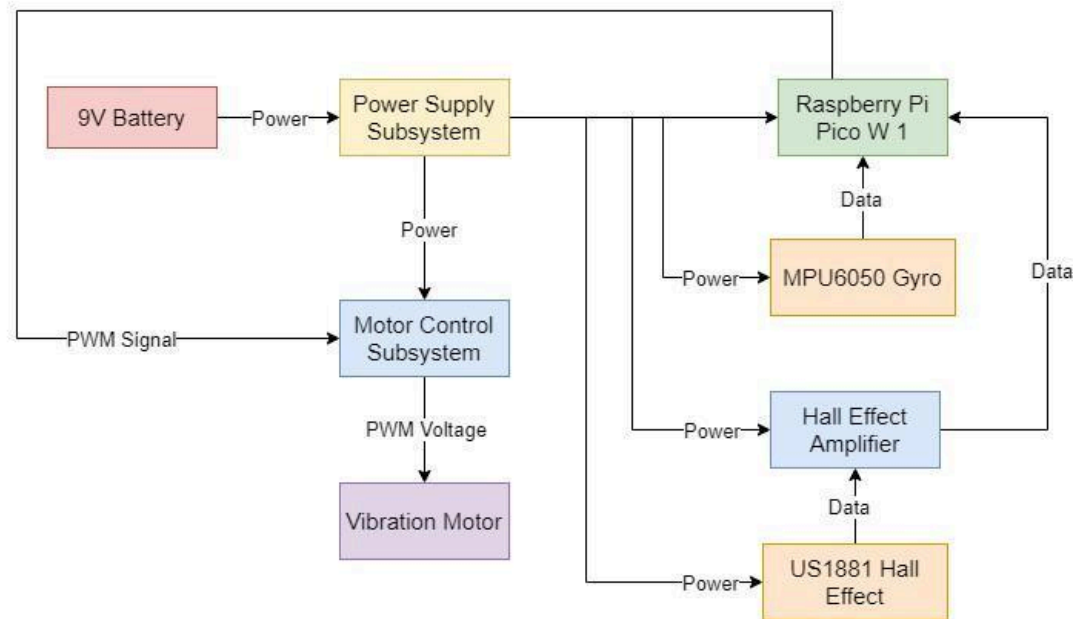 9V Battery
Power
Power Supply
Subsystem
Raspberry Pi
Pico W 1
Data
Power
Power
MPU6050 Gyro
Data
PWM Signal
Motor Control
Subsystem
PWM Voltage
Power
Hall Effect
Amplifier
Data
Vibration Motor
Power
US1881 Hall
Effect